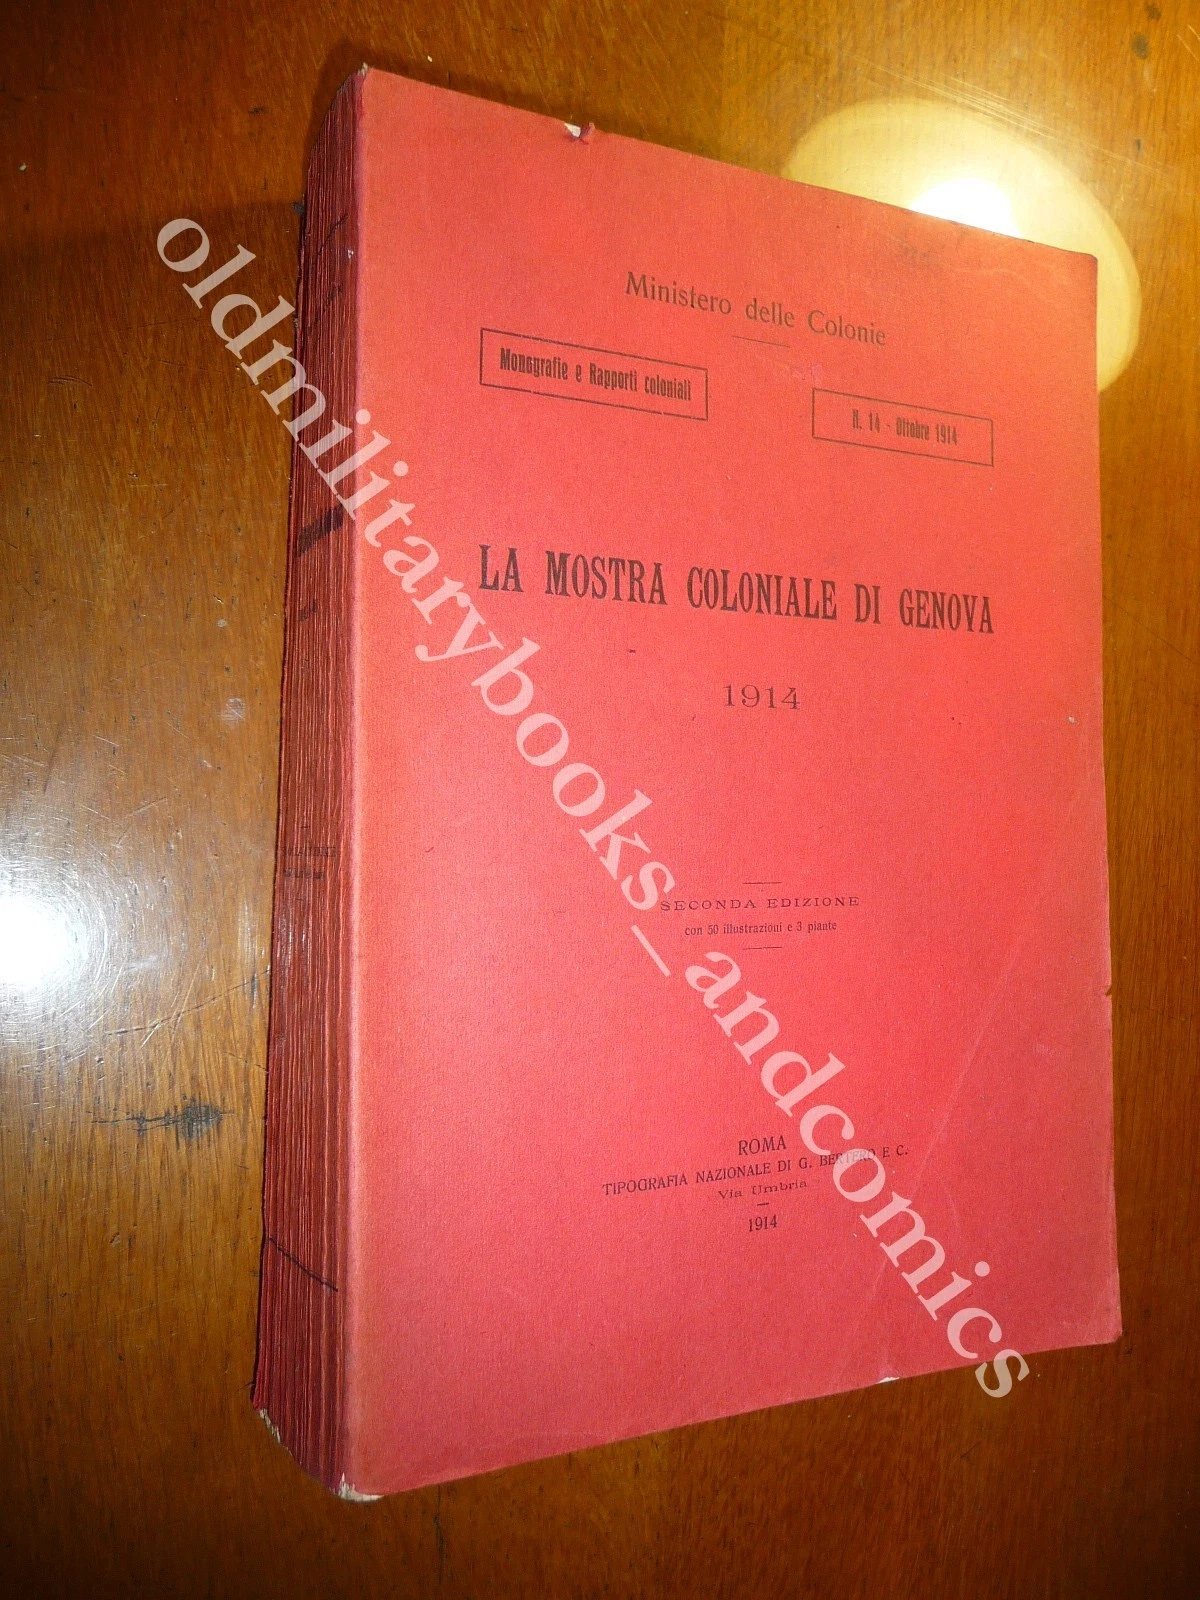 Ministero delle Colonie
Monografie e Rapporti coloniali
N. 14 - Ottobre 1914
LA MOSTRA COLONIALE DI GENOVA
1914
SECONDA EDIZIONE
con 50 illustrazioni e 3 piante
ROMA
TIPOGRAFIA NAZIONALE DI G. BERTERO E C.
Via Umbria
1914
oldmilitarybooks_andcomics